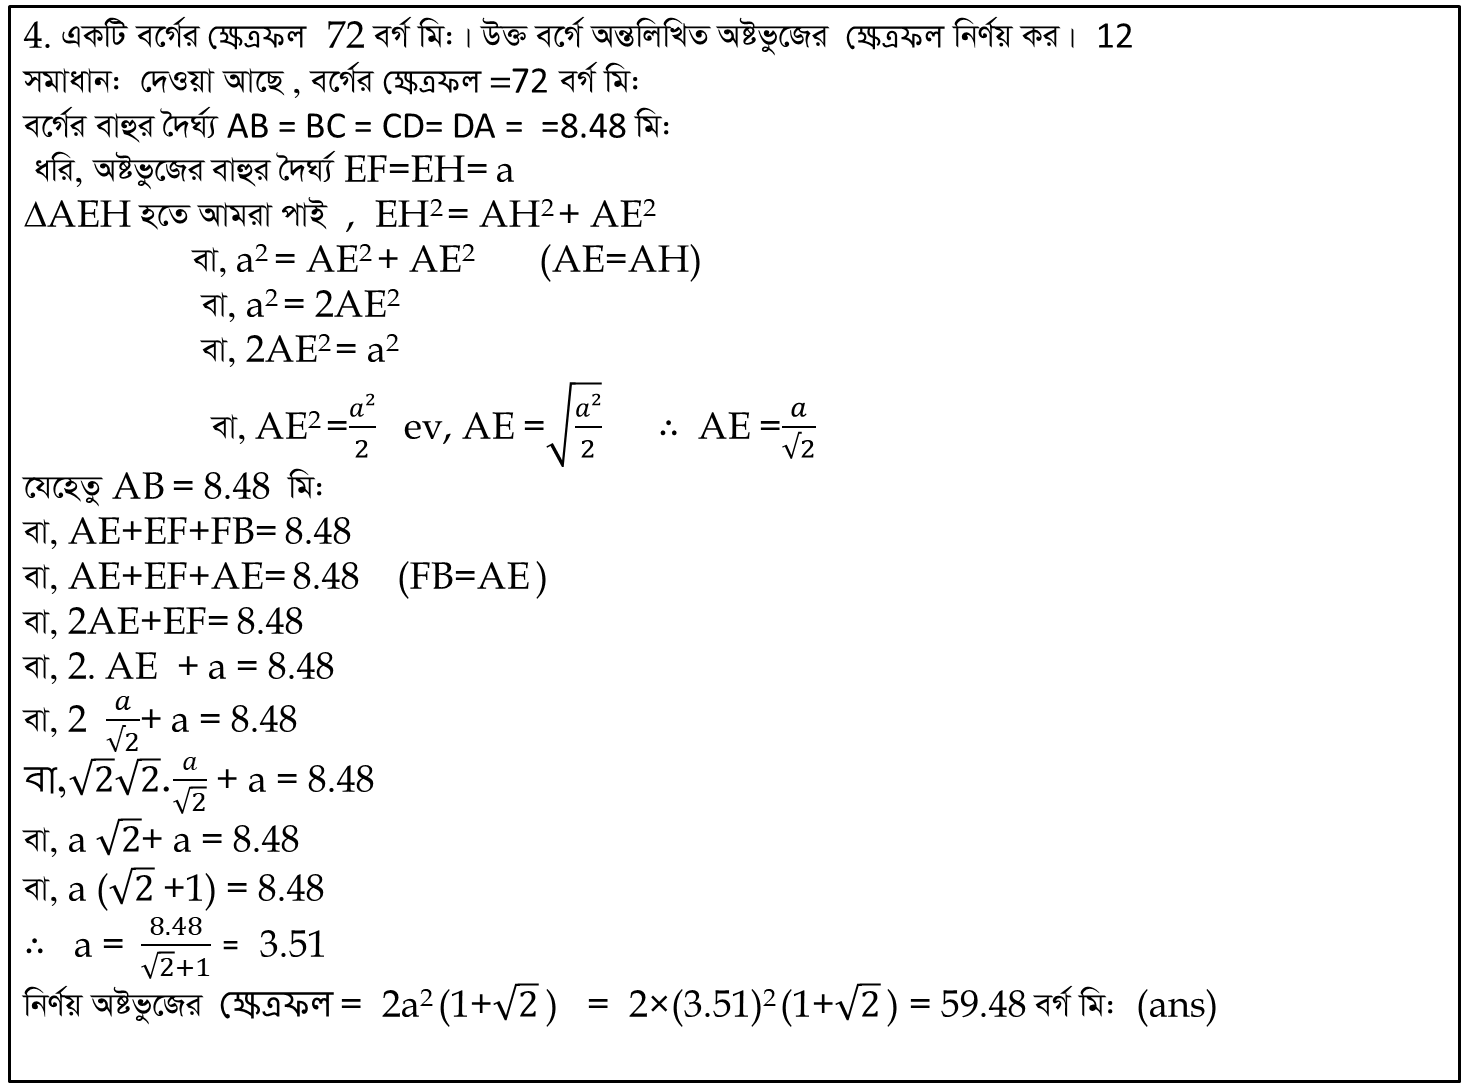 4. একটি বর্গের ক্ষেত্রফল 72 বর্গ মিঃ। উক্ত বর্গে অন্তলিখিত অষ্টভুজের ক্ষেত্রফল নির্ণয় কর। 12
সমাধানঃ দেওয়া আছে , বর্গের ক্ষেত্রফল =72 বর্গ মিঃ
বর্গের বাহুর দৈর্ঘ্য AB = BC = CD= DA = =8.48 মিঃ
ধরি, অষ্টভুজের বাহুর দৈর্ঘ্য EF=EH= a
ΔAEH হতে আমরা পাই , EH²= AH²+ AE²
বা, a²= AE²+ AE² (AE=AH)
বা, a²= 2AE²
বা, 2AE²= a²
বা, AE²=a²/2 ev, AE =√(a²/2) ∴ AE =a/√2
যেহেতু AB = 8.48 মিঃ
বা, AE+EF+FB= 8.48
বা, AE+EF+AE= 8.48 (FB=AE )
বা, 2AE+EF= 8.48
বা, 2. AE + a = 8.48
বা, 2 a/√2+ a = 8.48
বা,√2√2.a/√2 + a = 8.48
বা, a √2+ a = 8.48
বা, a (√2 +1) = 8.48
∴ a = 8.48/(√2+1) = 3.51
নির্ণয় অষ্টভুজের ক্ষেত্রফল = 2a²(1+√2 ) = 2×(3.51)²(1+√2 ) = 59.48 বর্গ মিঃ (ans)